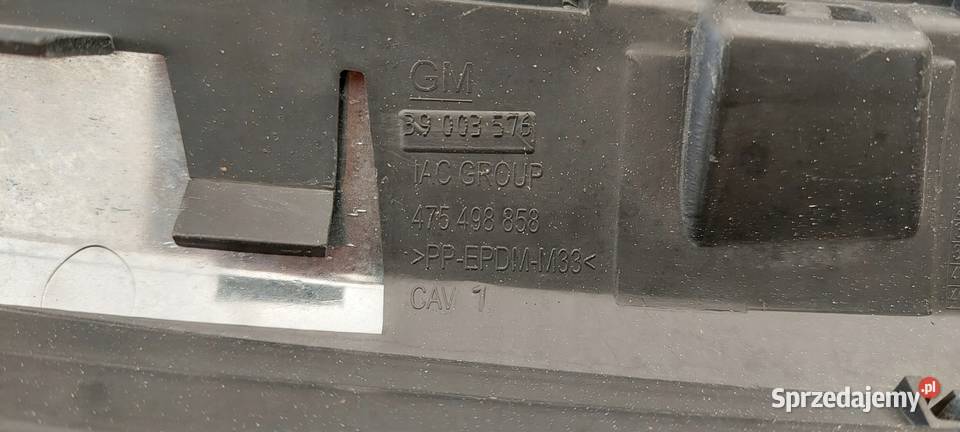 GM
39 003 576
IAC GROUP
475 498 858
>PP-EPDM-M33<
CAV 1
Sprzedajemy.pl